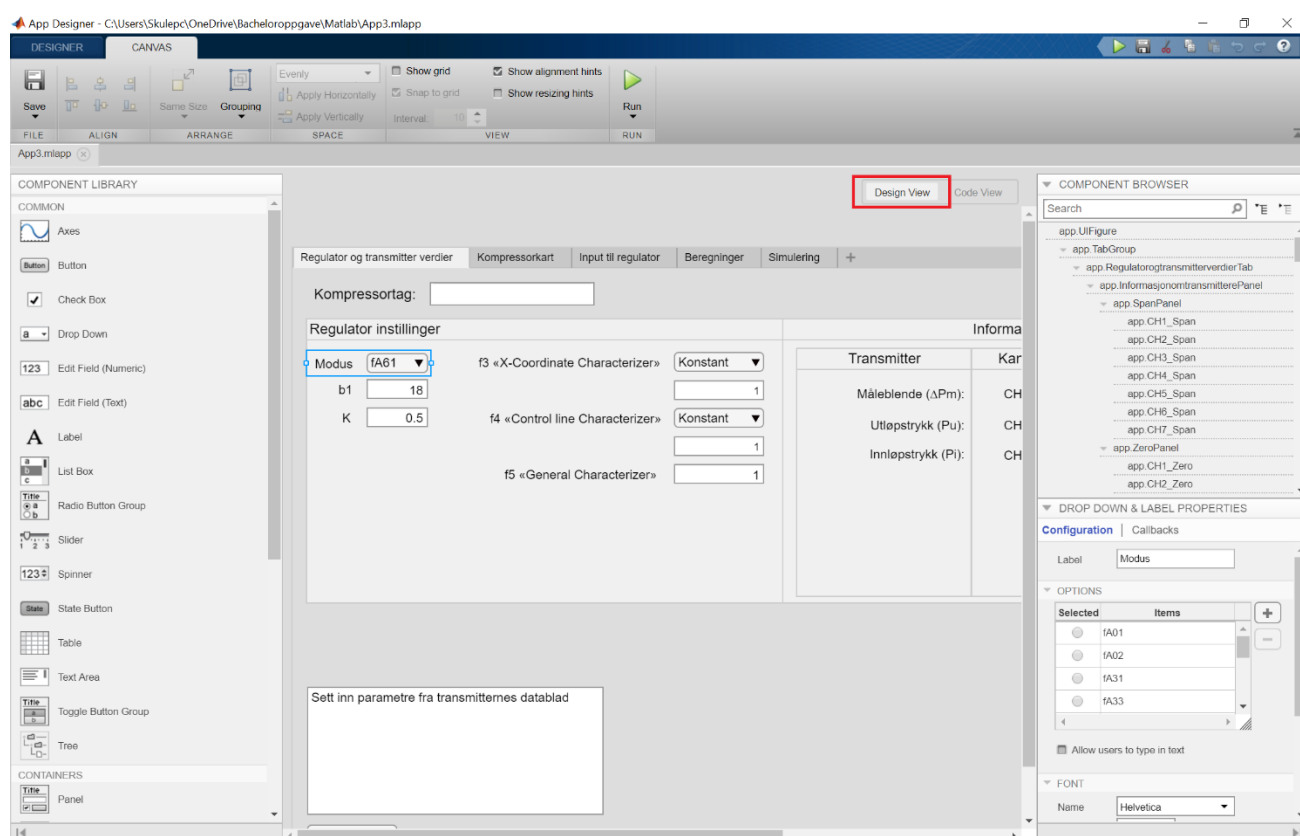 App Designer - C:\Users\Skulepc\OneDrive\Bacheloroppgave\Matlab\App3.mlapp
DESIGNER CANVAS
Save
Same Size
Grouping
Evenly
Apply Horizontally
Apply Vertically
Show grid
Snap to grid
Interval: 10
Show alignment hints
Show resizing hints
Run
FILE ALIGN ARRANGE SPACE VIEW RUN
App3.mlapp
COMPONENT LIBRARY
COMMON
Axes
Button Button
Check Box
a Drop Down
123 Edit Field (Numeric)
abc Edit Field (Text)
A Label
a b c List Box
Title a b Radio Button Group
1 2 3 Slider
123 Spinner
State State Button
Table
Text Area
Title a b Toggle Button Group
Tree
CONTAINERS
Title Panel
Design View Code View
Regulator og transmitter verdier Kompressorkart Input til regulator Beregninger Simulering +
Kompressortag:
Regulator instillinger
Modus fA61
b1 18
K 0.5
f3 «X-Coordinate Characterizer» Konstant
1
f4 «Control line Characterizer» Konstant
1
f5 «General Characterizer» 1
Informa
Transmitter Kar
Måleblende (∆Pm): CH
Utløpstrykk (Pu): CH
Innløpstrykk (Pi): CH
Sett inn parametre fra transmitternes datablad
COMPONENT BROWSER
Search
app.UIFigure
app.TabGroup
app.RegulatorogtransmitterverdierTab
app.InformasjonomtransmitterePanel
app.SpanPanel
app.CH1_Span
app.CH2_Span
app.CH3_Span
app.CH4_Span
app.CH5_Span
app.CH6_Span
app.CH7_Span
app.ZeroPanel
app.CH1_Zero
app.CH2_Zero
DROP DOWN & LABEL PROPERTIES
Configuration | Callbacks
Label Modus
OPTIONS
Selected Items
fA01
fA02
fA31
fA33
Allow users to type in text
FONT
Name Helvetica